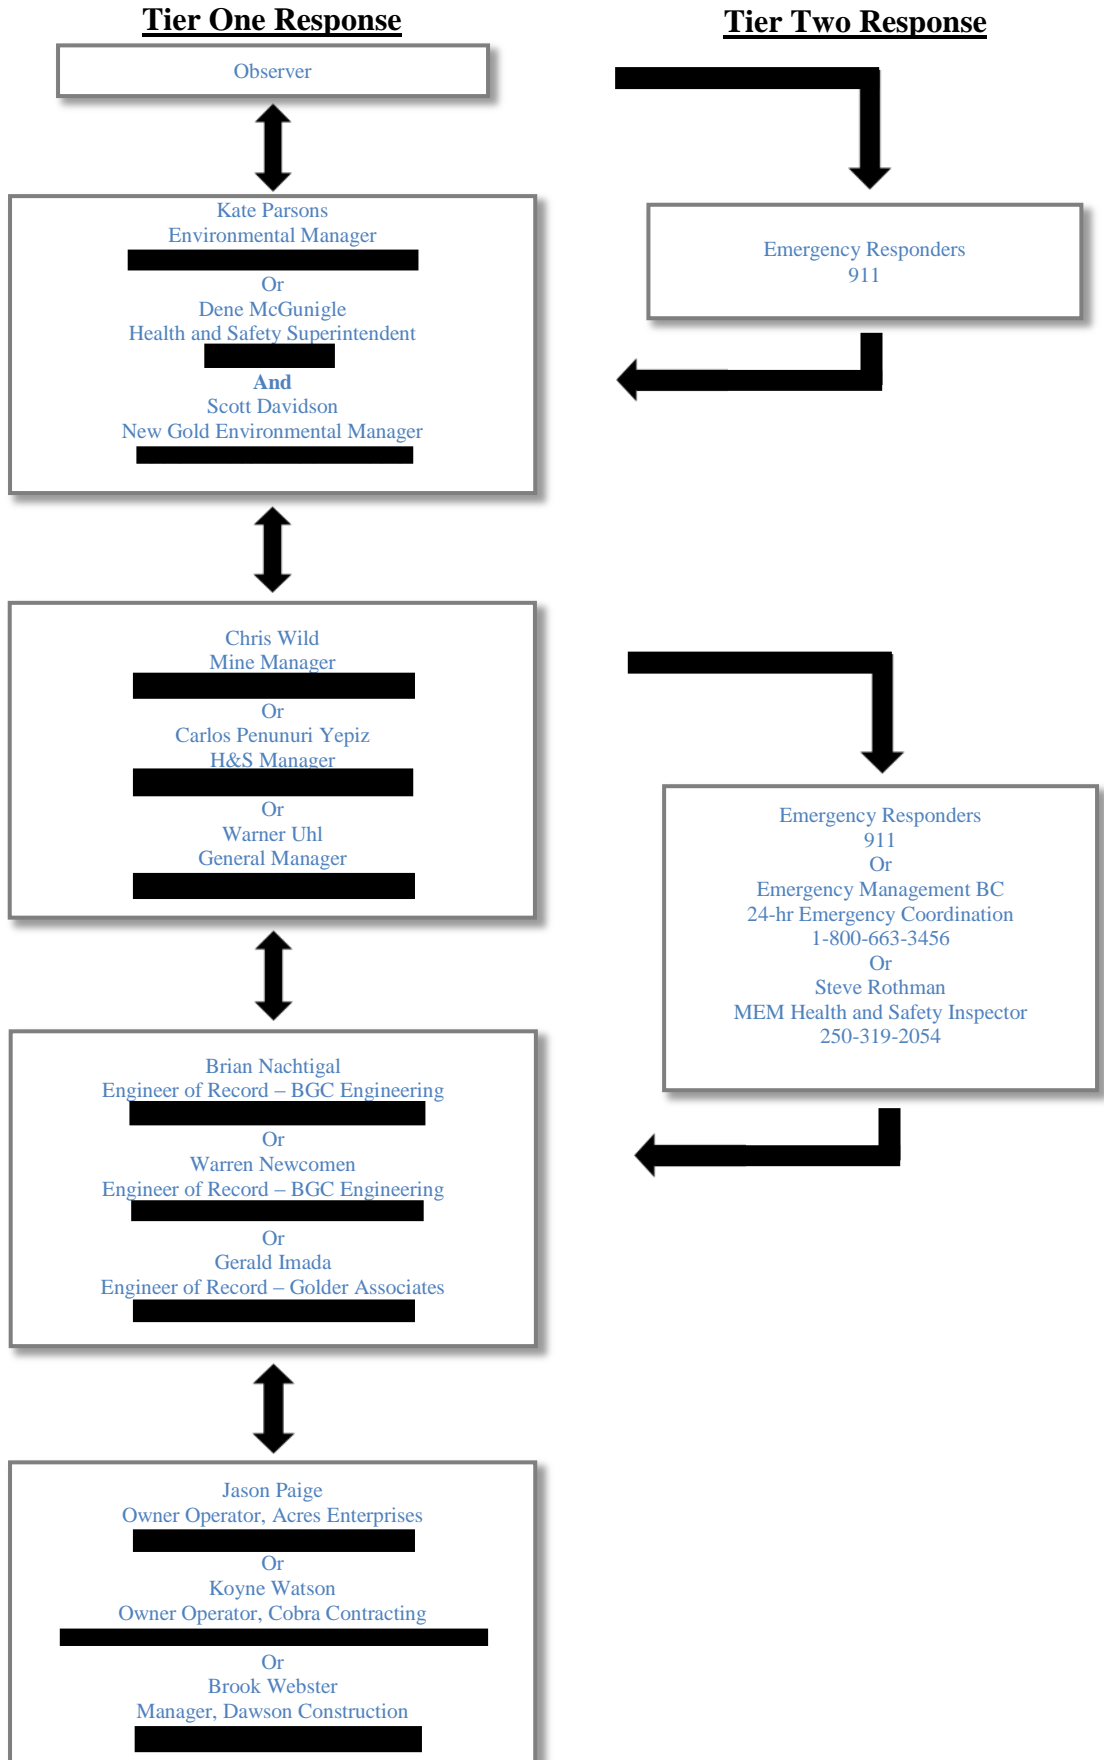 Tier One Response
Observer
Kate Parsons
Environmental Manager
Or
Dene McGunigle
Health and Safety Superintendent
And
Scott Davidson
New Gold Environmental Manager
Chris Wild
Mine Manager
Or
Carlos Penunuri Yepiz
H&S Manager
Or
Warner Uhl
General Manager
Brian Nachtigal
Engineer of Record – BGC Engineering
Or
Warren Newcomen
Engineer of Record – BGC Engineering
Or
Gerald Imada
Engineer of Record – Golder Associates
Jason Paige
Owner Operator, Acres Enterprises
Or
Koyne Watson
Owner Operator, Cobra Contracting
Or
Brook Webster
Manager, Dawson Construction
Tier Two Response
Emergency Responders
911
Emergency Responders
911
Or
Emergency Management BC
24-hr Emergency Coordination
1-800-663-3456
Or
Steve Rothman
MEM Health and Safety Inspector
250-319-2054